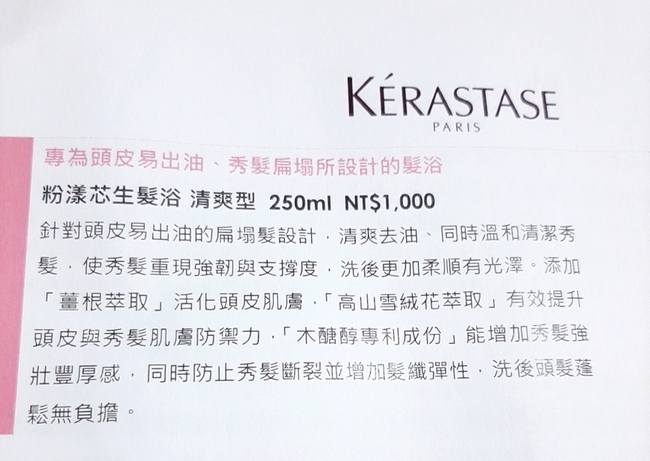 KÉRASTASE
PARIS
專為頭皮易出油、秀髮扁塌所設計的髮浴
粉漾芯生髮浴 清爽型 250ml NT$1,000
針對頭皮易出油的扁塌髮設計，清爽去油、同時溫和清潔秀
髮，使秀髮重現強韌與支撐度，洗後更加柔順有光澤。添加
「薑根萃取」活化頭皮肌膚，「高山雪絨花萃取」有效提升
頭皮與秀髮肌膚防禦力，「木醣醇專利成份」能增加秀髮強
壯豐厚感，同時防止秀髮斷裂並增加髮纖彈性，洗後頭髮蓬
鬆無負擔。